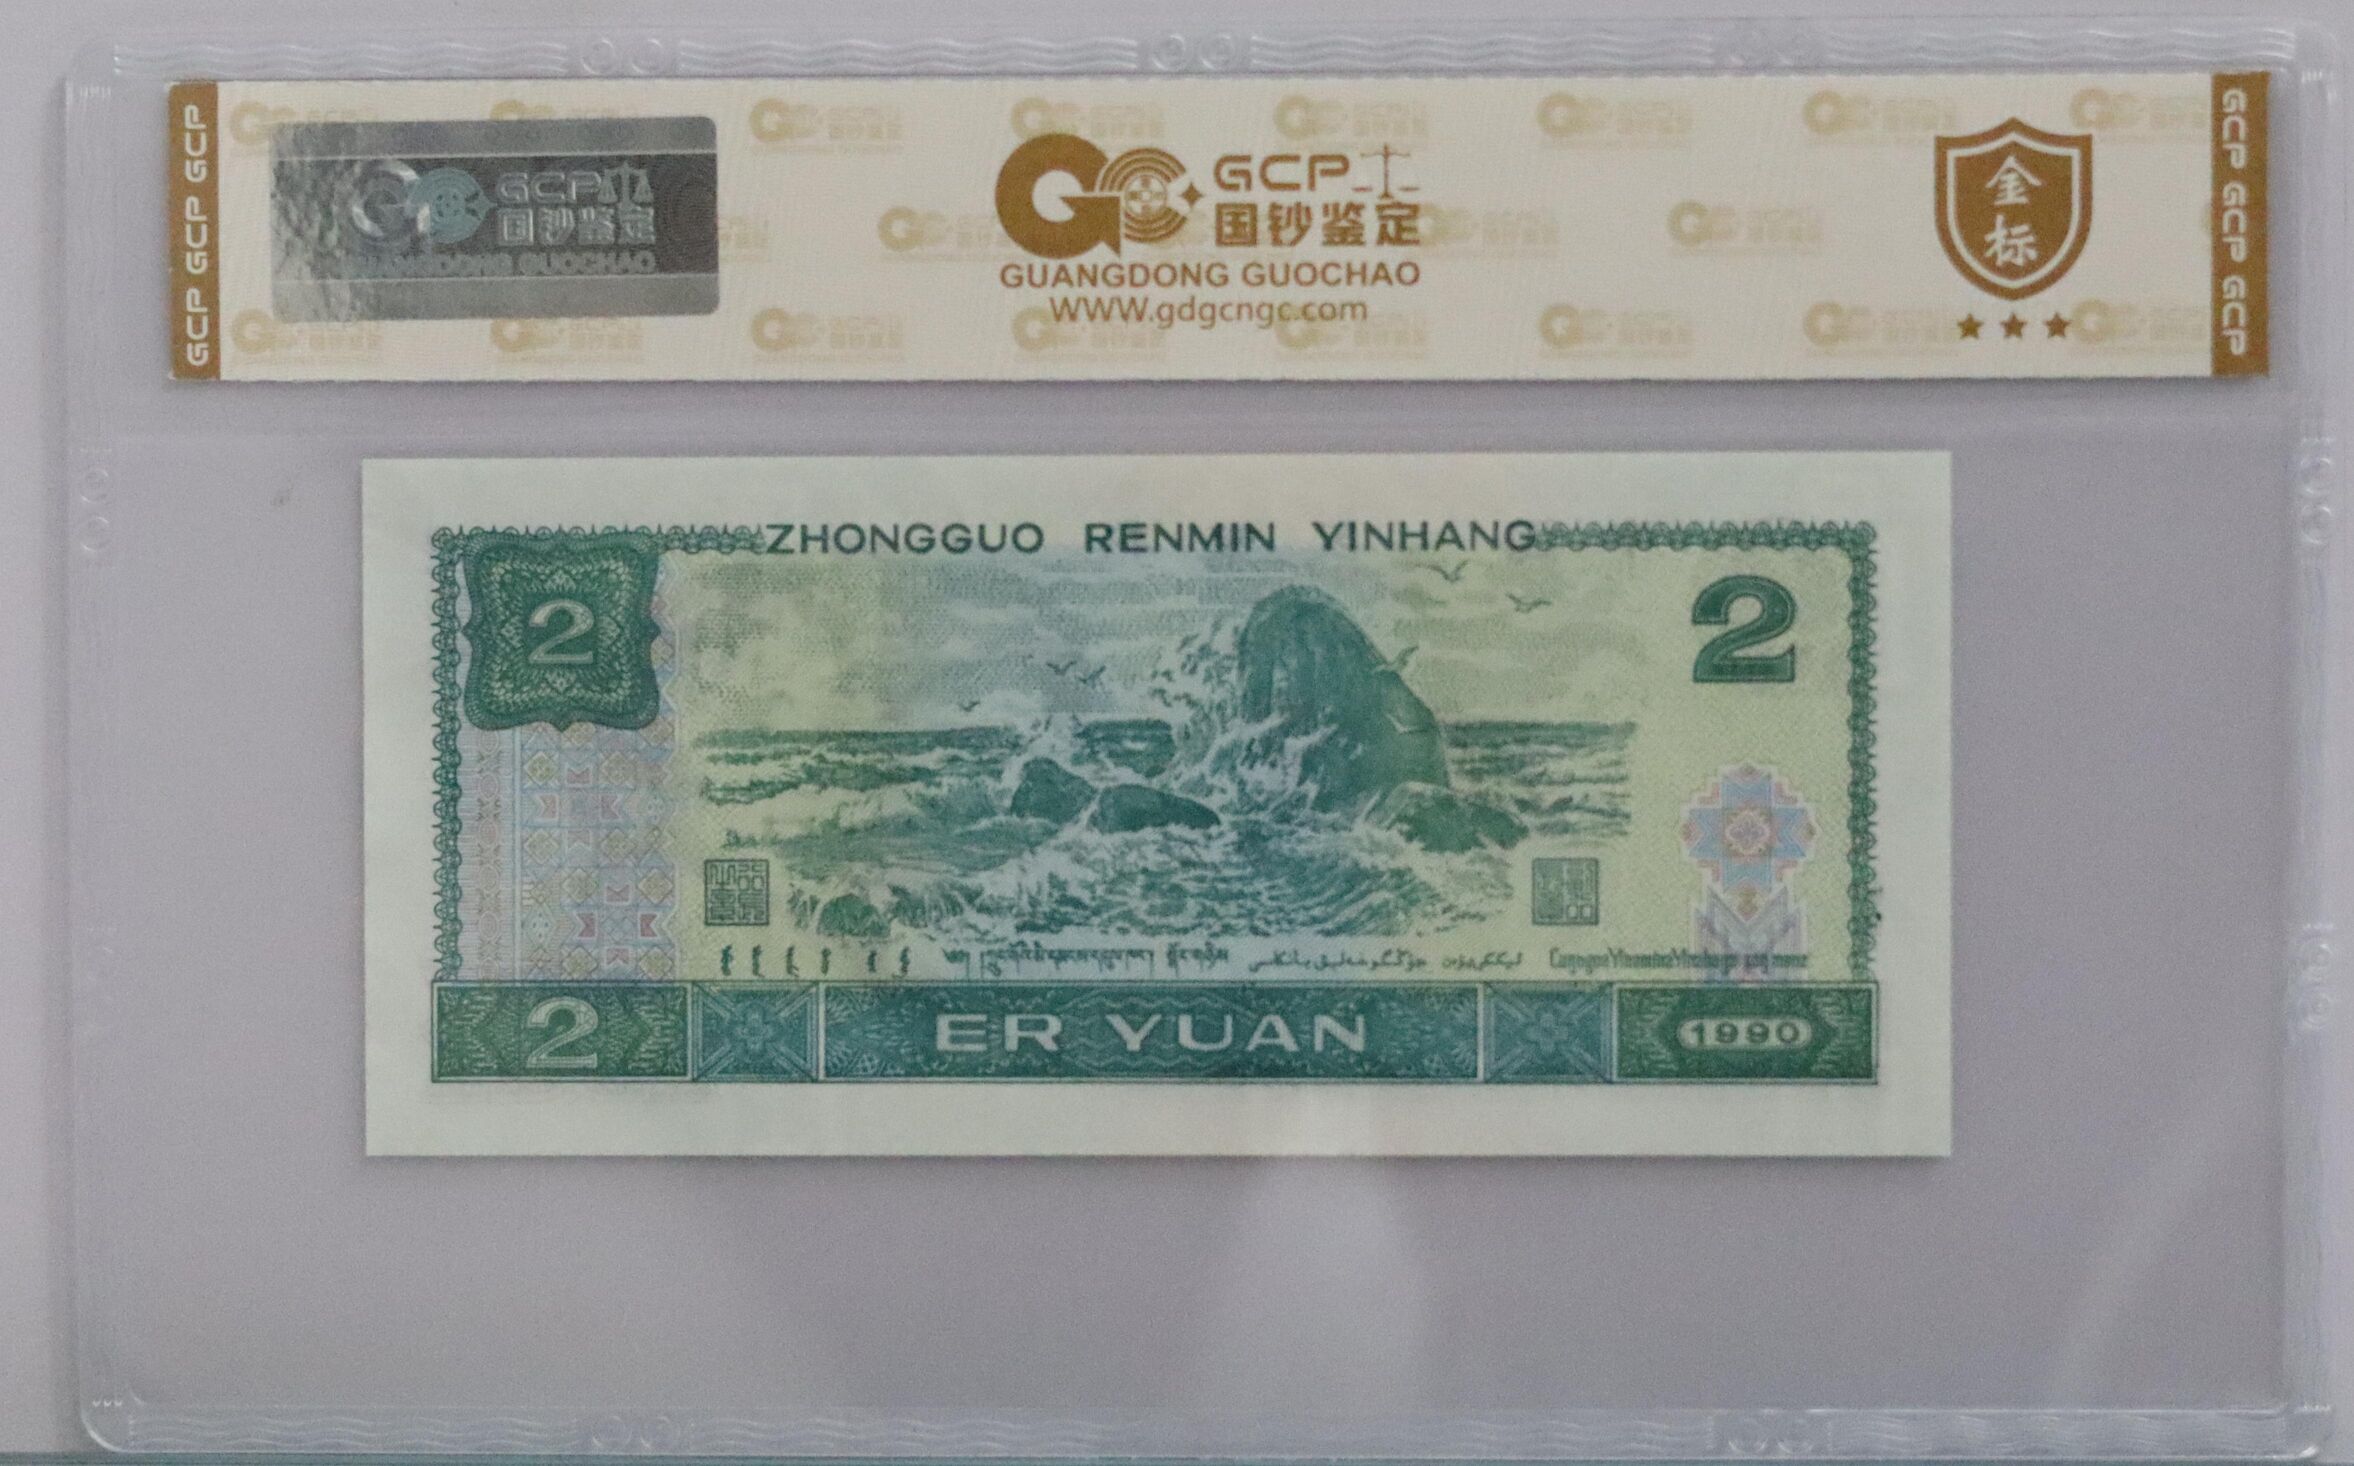 GCP GCP GCP
GCP
国钞鉴定
GUANGDONG GUOCHAO
GCP
国钞鉴定
GUANGDONG GUOCHAO
WWW.gdgcngc.com
金
标
GCP GCP GCP
ZHONGGUO RENMIN YINHANG
2
2
2
ER YUAN
1990